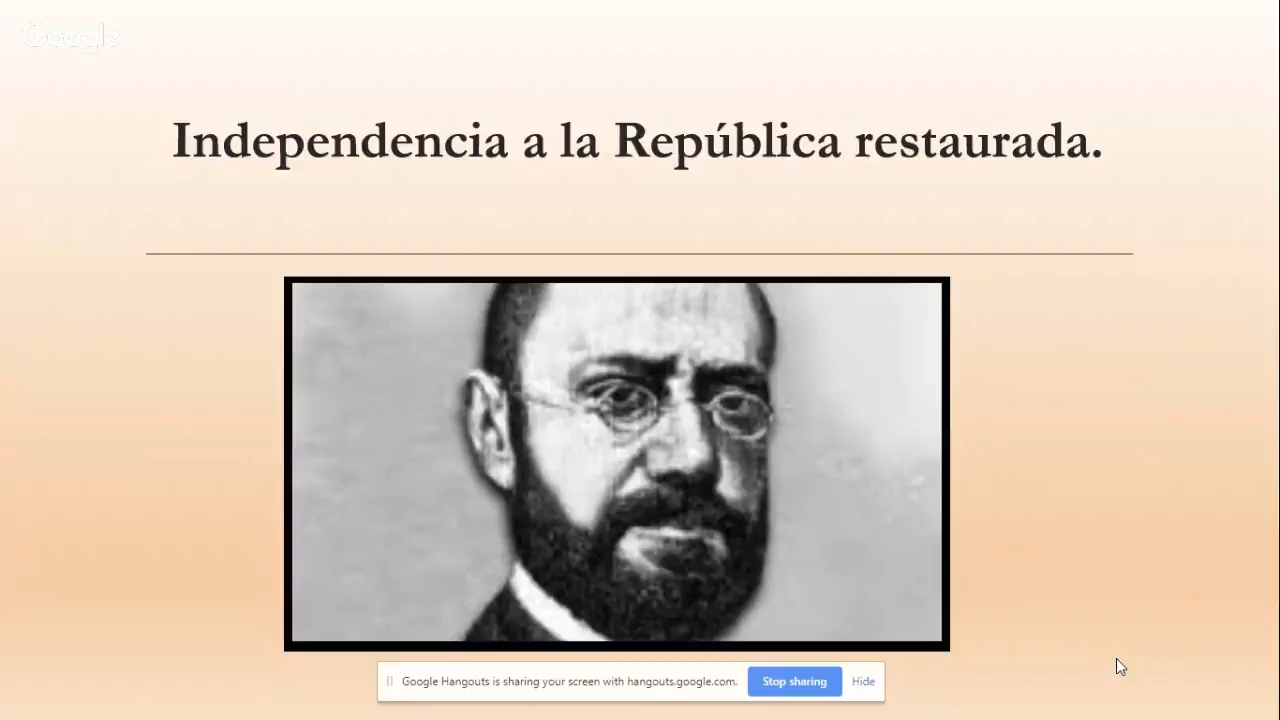 Google
Independencia a la República restaurada.
Google Hangouts is sharing your screen with hangouts.google.com.
Stop sharing
Hide